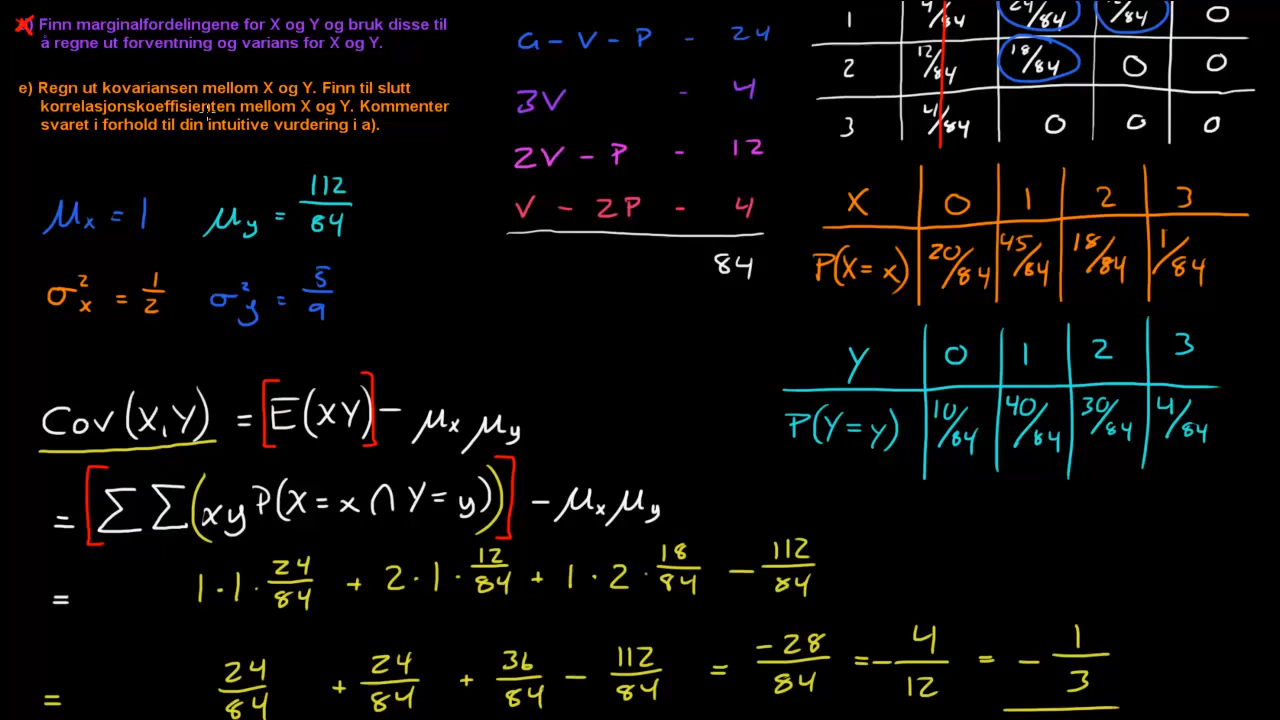 d) Finn marginalfordelingene for X og Y og bruk disse til
å regne ut forventning og varians for X og Y.
e) Regn ut kovariansen mellom X og Y. Finn til slutt
korrelasjonskoeffisienten mellom X og Y. Kommenter
svaret i forhold til din intuitive vurdering i a).
μx = 1 μy = 112/84
σ²x = 1/2 σ²y = 5/9
G - V - P - 24
3V - 4
2V - P - 12
V - 2P - 4
84
1 4/84 24/84 /84 0
2 12/84 18/84 0 0
3 4/84 0 0 0
X 0 1 2 3
P(X = x) 20/84 45/84 18/84 1/84
Y 0 1 2 3
P(Y = y) 10/84 40/84 30/84 4/84
Cov(X,Y) = [E(XY)] - μx μy
= [ΣΣ(xy P(X = x ∩ Y = y))] - μx μy
= 1·1·24/84 + 2·1·12/84 + 1·2·18/84 - 112/84
= 24/84 + 24/84 + 36/84 - 112/84 = -28/84 = -4/12 = -1/3